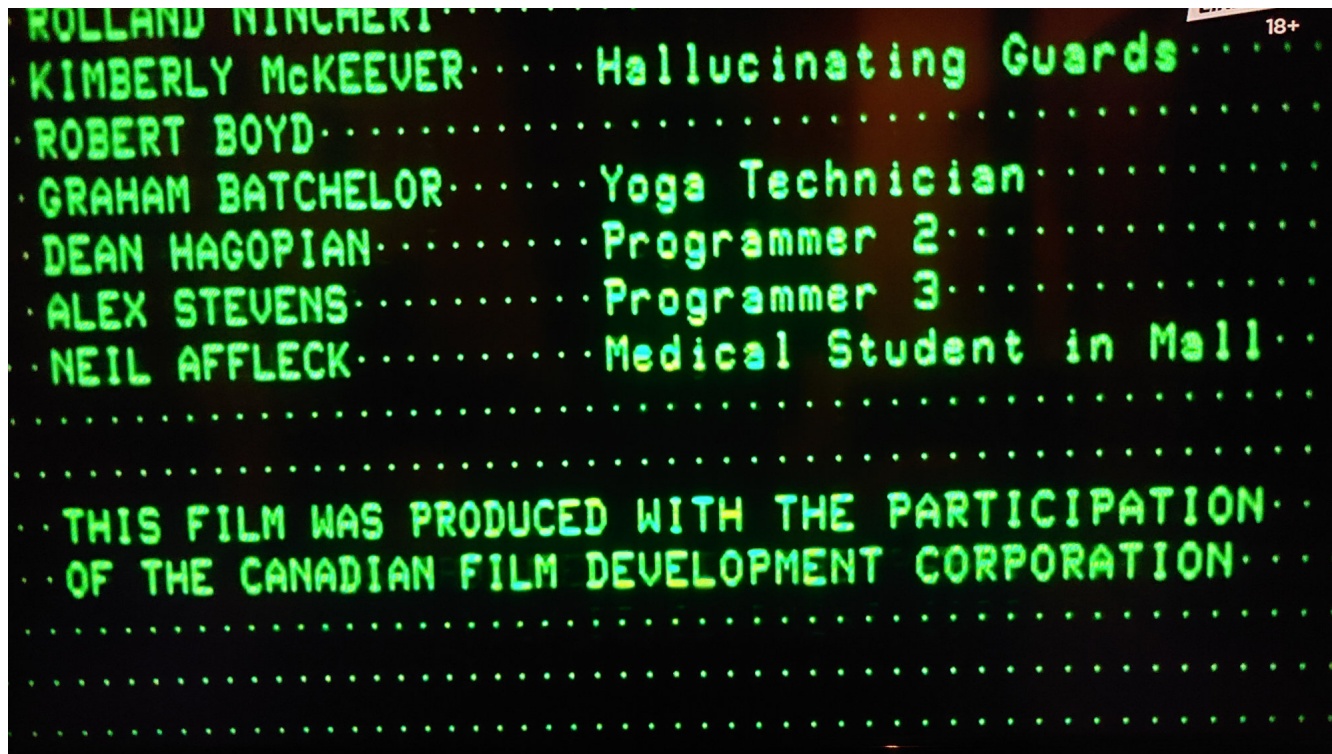 ROLLAND NINCHERI
18+
KIMBERLY McKEEVER·····Hallucinating Guards
ROBERT BOYD
GRAHAM BATCHELOR······Yoga Technician
DEAN HAGOPIAN·········Programmer 2
ALEX STEVENS··········Programmer 3
NEIL AFFLECK··········Medical Student in Mall
THIS FILM WAS PRODUCED WITH THE PARTICIPATION
OF THE CANADIAN FILM DEVELOPMENT CORPORATION